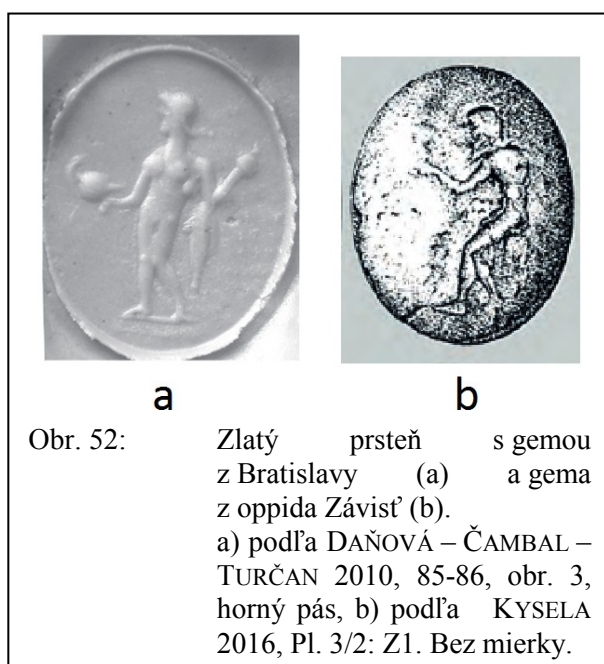 a b
Obr. 52: Zlatý prsteň s gemou
z Bratislavy (a) a gema
z oppida Závisť (b).
a) podľa DAŇOVÁ – ČAMBAL –
TURČAN 2010, 85-86, obr. 3,
horný pás, b) podľa KYSELA
2016, Pl. 3/2: Z1. Bez mierky.